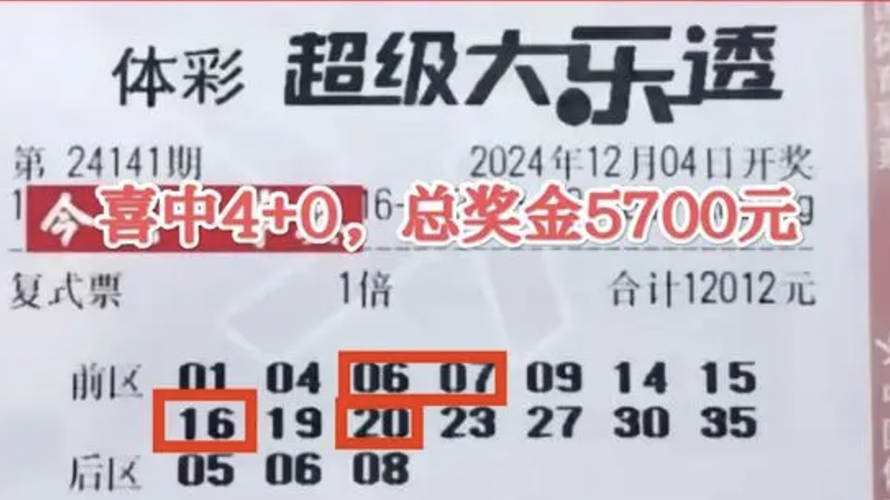 体彩 超级大乐透
第 24141期 2024年12月04日开奖
喜中4+0，总奖金5700元
复式票 1倍 合计12012元
前区 01 04 06 07 09 14 15
16 19 20 23 27 30 35
后区 05 06 08